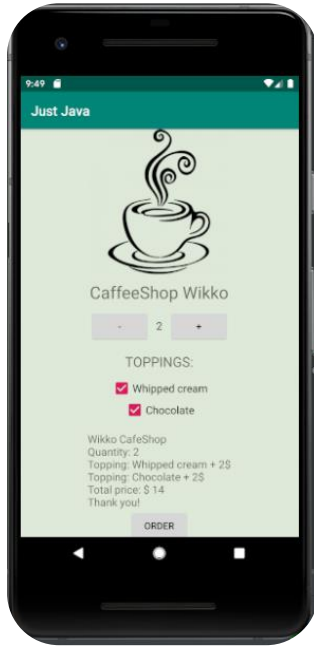 9:49
Just Java
CaffeeShop Wikko
- 2 +
TOPPINGS:
Whipped cream
Chocolate
Wikko CafeShop
Quantity: 2
Topping: Whipped cream + 2$
Topping: Chocolate + 2$
Total price: $ 14
Thank you!
ORDER